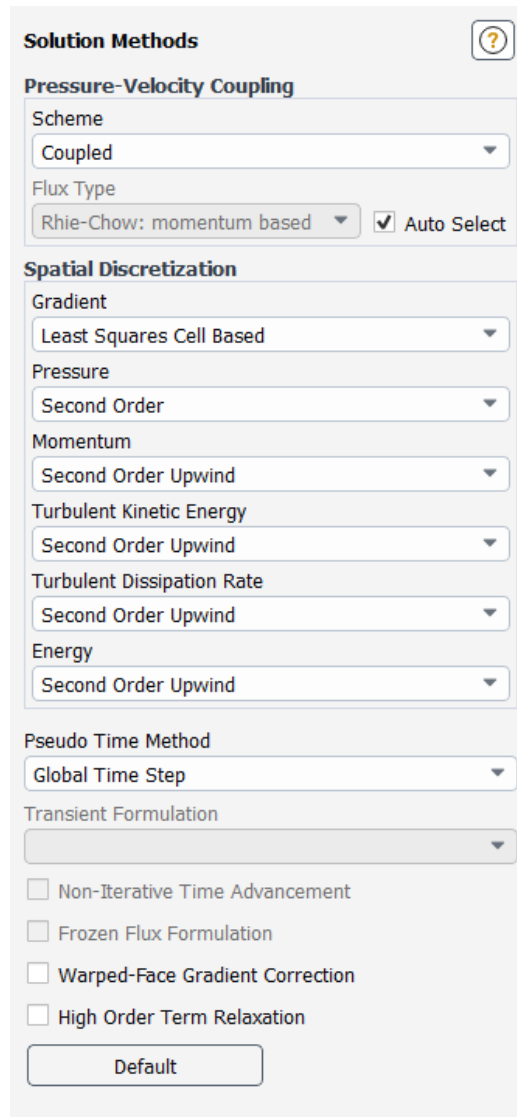 Solution Methods
?
Pressure-Velocity Coupling
Scheme
Coupled
Flux Type
Rhie-Chow: momentum based Auto Select
Spatial Discretization
Gradient
Least Squares Cell Based
Pressure
Second Order
Momentum
Second Order Upwind
Turbulent Kinetic Energy
Second Order Upwind
Turbulent Dissipation Rate
Second Order Upwind
Energy
Second Order Upwind
Pseudo Time Method
Global Time Step
Transient Formulation
Non-Iterative Time Advancement
Frozen Flux Formulation
Warped-Face Gradient Correction
High Order Term Relaxation
Default